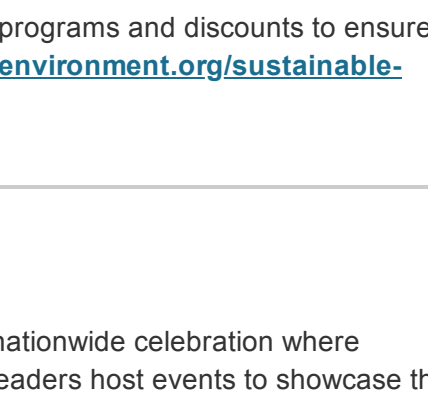 programs and discounts to ensure
environment.org/sustainable-
nationwide celebration where
leaders host events to showcase th